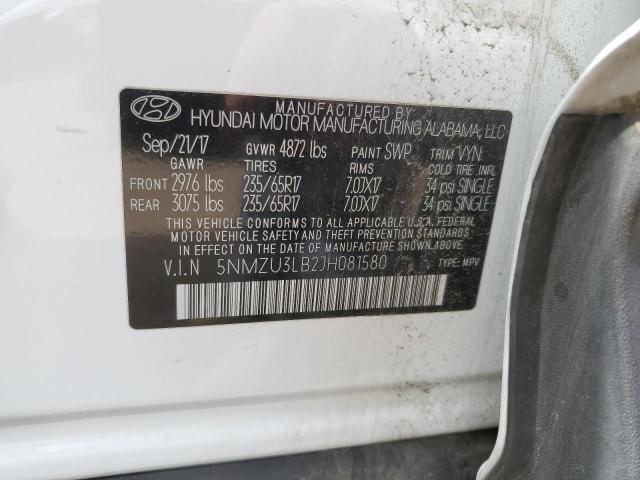 MANUFACTURED BY
HYUNDAI MOTOR MANUFACTURING ALABAMA, LLC
Sep/21/17 GVWR 4872 lbs PAINT SWP TRIM VYN
GAWR TIRES RIMS COLD TIRE INFL
FRONT 2976 lbs 235/65R17 7.0JX17 34 psi SINGLE
REAR 3075 lbs 235/65R17 7.0JX17 34 psi SINGLE
THIS VEHICLE CONFORMS TO ALL APPLICABLE U.S.A. FEDERAL
MOTOR VEHICLE SAFETY AND THEFT PREVENTION STANDARDS
IN EFFECT ON THE DATE OF MANUFACTURE SHOWN ABOVE.
V.I.N 5NMZU3LB2JH081580 TYPE: MPV